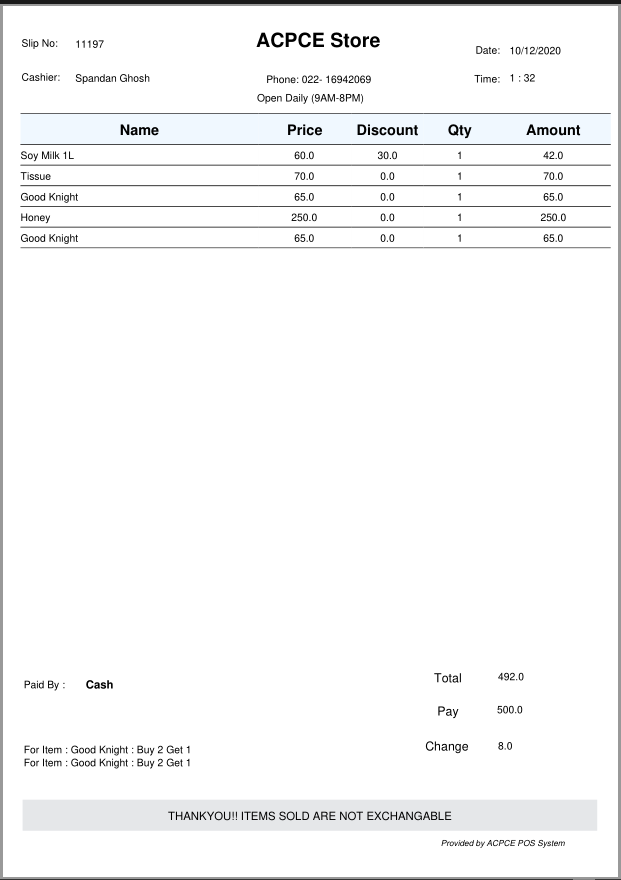 ACPCE Store
Slip No: 11197
Date: 10/12/2020
Cashier: Spandan Ghosh
Phone: 022- 16942069
Time: 1 : 32
Open Daily (9AM-8PM)
Name Price Discount Qty Amount
Soy Milk 1L 60.0 30.0 1 42.0
Tissue 70.0 0.0 1 70.0
Good Knight 65.0 0.0 1 65.0
Honey 250.0 0.0 1 250.0
Good Knight 65.0 0.0 1 65.0
Total 492.0
Paid By : Cash
Pay 500.0
Change 8.0
For Item : Good Knight : Buy 2 Get 1
For Item : Good Knight : Buy 2 Get 1
THANKYOU!! ITEMS SOLD ARE NOT EXCHANGABLE
Provided by ACPCE POS System